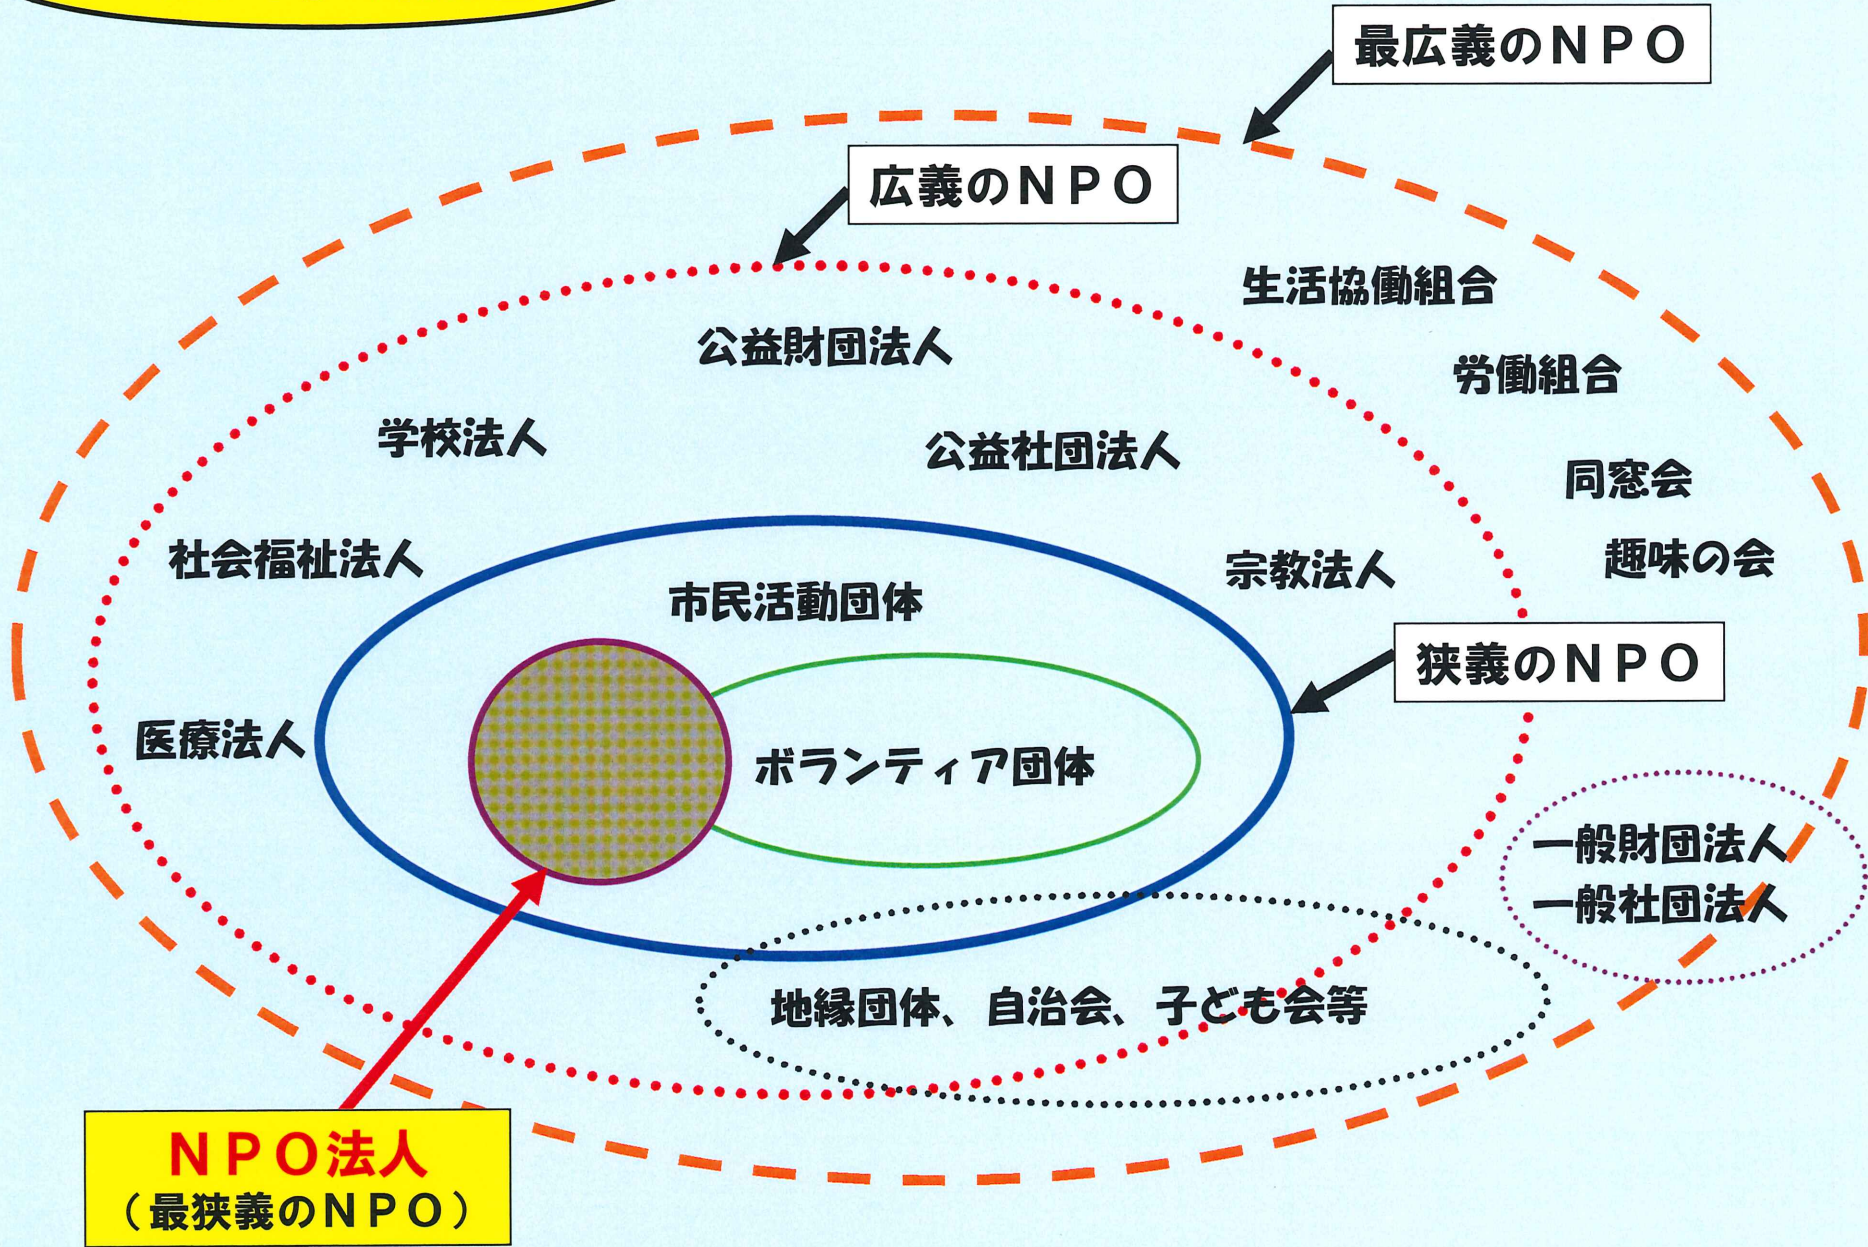 最広義のNPO
広義のNPO
生活協働組合
公益財団法人
労働組合
学校法人
公益社団法人
同窓会
社会福祉法人
宗教法人
趣味の会
市民活動団体
狭義のNPO
医療法人
ボランティア団体
一般財団法人
一般社団法人
地縁団体、自治会、子ども会等
NPO法人
(最狭義のNPO)